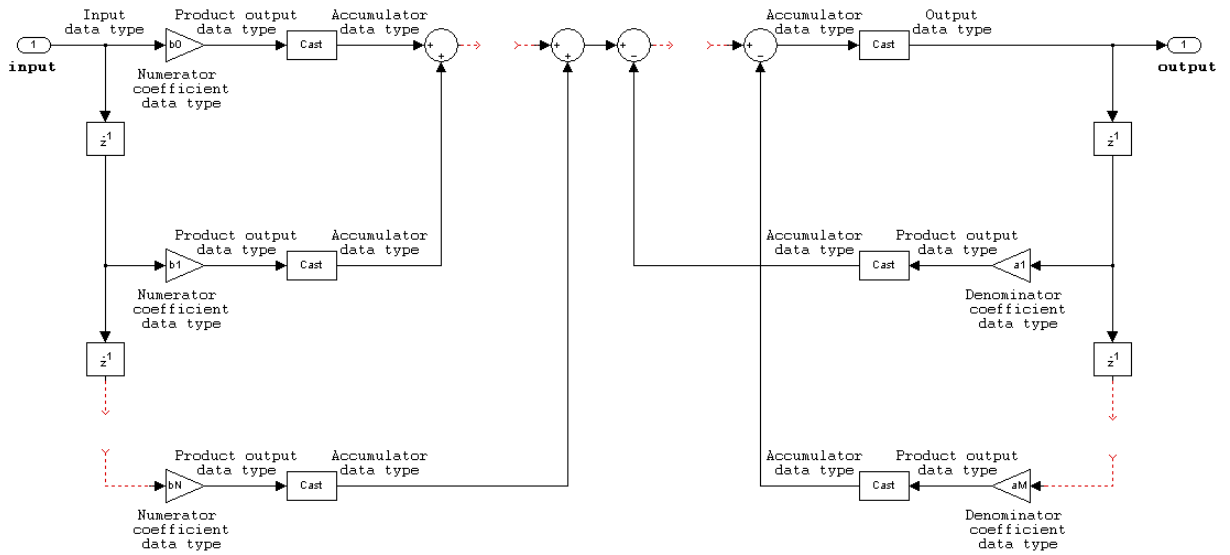 Input
data type
Product output
data type
Accumulator
data type
Accumulator
data type
Output
data type
1
b0
Cast
+
+
+
+
+
−
+
−
Cast
1
input
output
Numerator
coefficient
data type
z-1
z-1
Product output
data type
Accumulator
data type
Accumulator
data type
Product output
data type
b1
Cast
Cast
a1
Numerator
coefficient
data type
Denominator
coefficient
data type
z-1
z-1
Product output
data type
Accumulator
data type
Accumulator
data type
Product output
data type
bN
Cast
Cast
aM
Numerator
coefficient
data type
Denominator
coefficient
data type